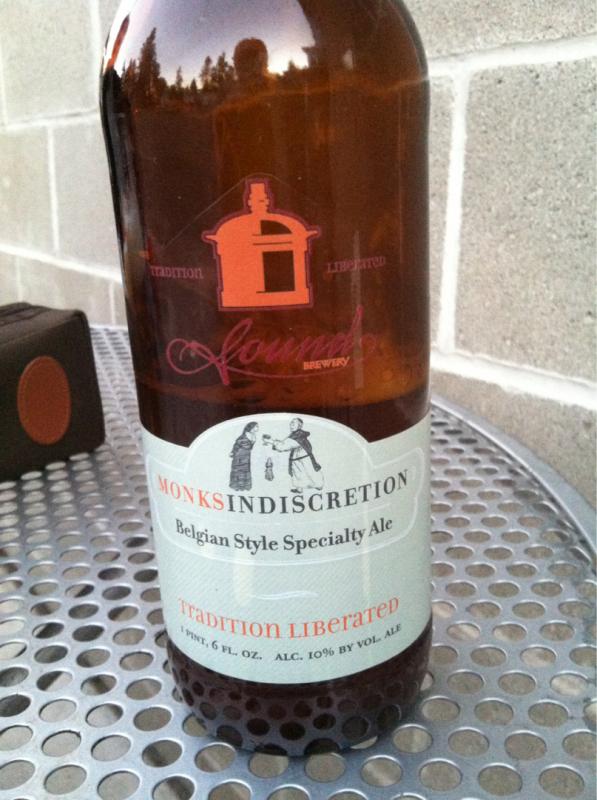 TRADITION LIBERATED
Sound
BREWERY
MONKSINDISCRETION
Belgian Style Specialty Ale
TRADITION LIBERATED
1 PINT, 6 FL. OZ. ALC. 10% BY VOL. ALE